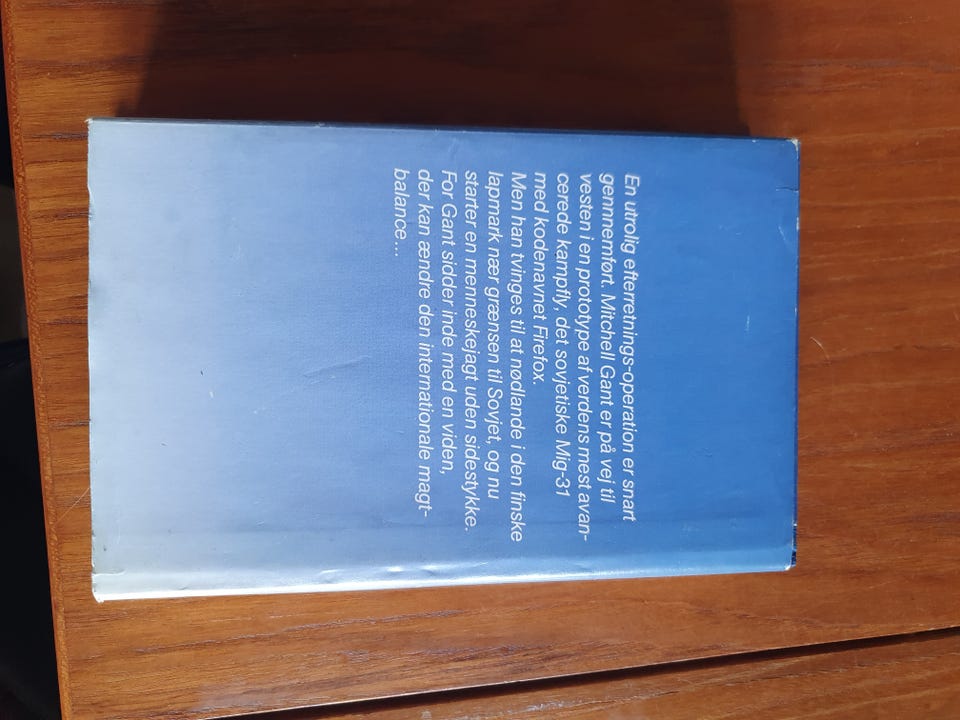 En utrolig efterretnings-operation er snart
gennnemført. Mitchell Gant er på vej til
vesten i en prototype af verdens mest avan-
cerede kampfly, det sovjetiske Mig-31
med kodenavnet Firefox.
Men han tvinges til at nødlande i den finske
lapmark nær grænsen til Sovjet, og nu
starter en menneskejagt uden sidestykke.
For Gant sidder inde med en viden,
der kan ændre den internationale magt-
balance ...